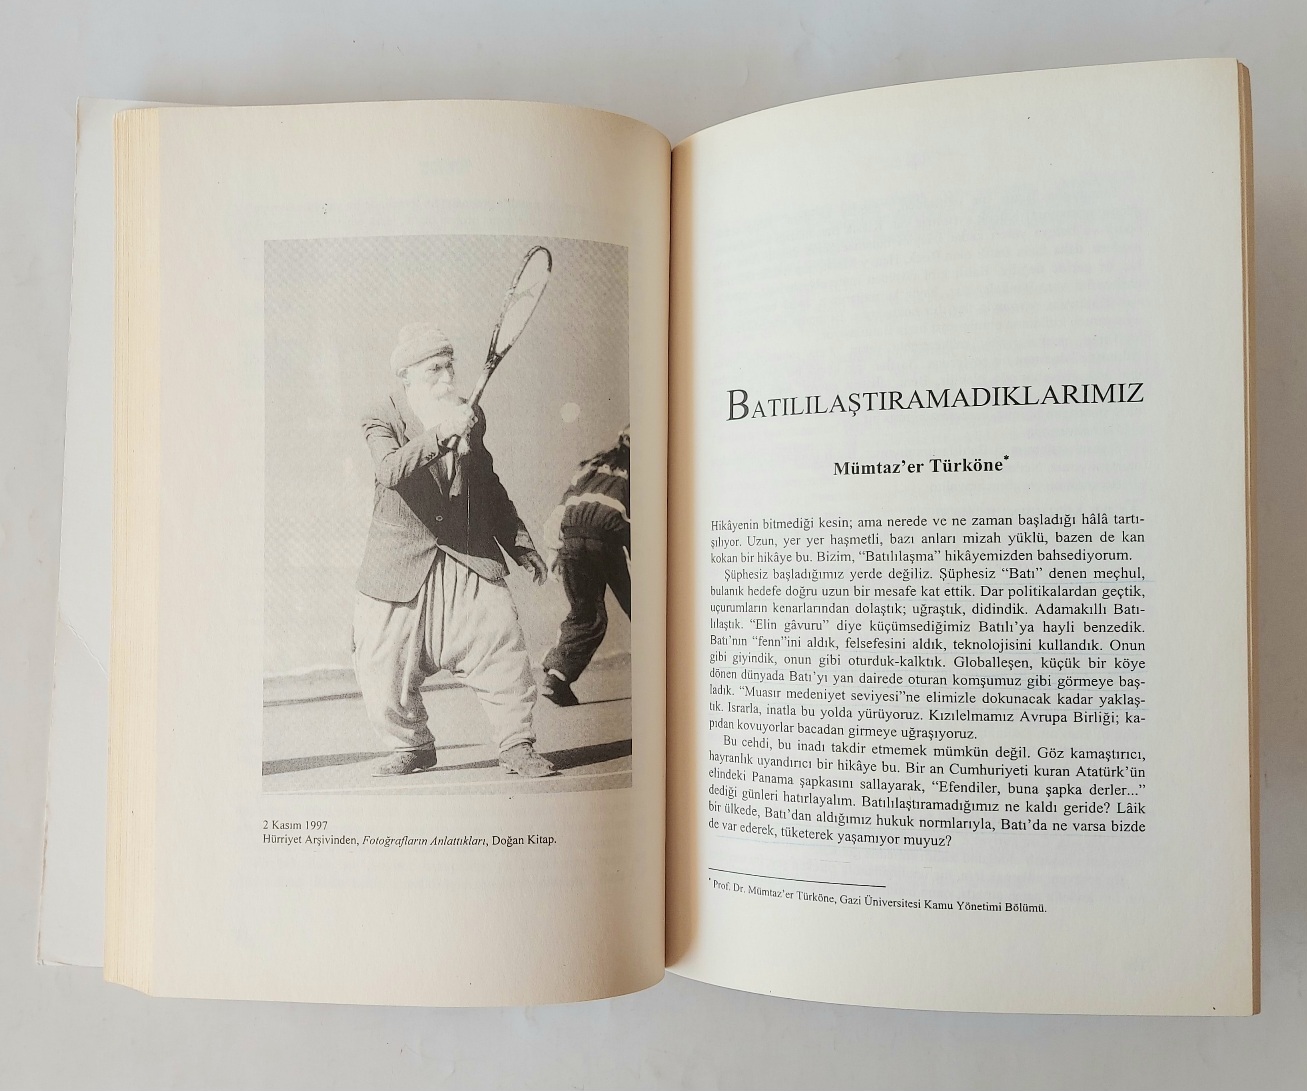 2 Kasım 1997
Hürriyet Arşivinden, Fotoğrafların Anlattıkları, Doğan Kitap.
BATILILAŞTIRAMADIKLARIMIZ
Mümtaz’er Türköne*
Hikâyenin bitmediği kesin; ama nerede ve ne zaman başladığı hâlâ tartı-
şılıyor. Uzun, yer yer haşmetli, bazı anları mizah yüklü, bazen de kan
kokan bir hikâye bu. Bizim, “Batılılaşma” hikâyemizden bahsediyorum.
Şüphesiz başladığımız yerde değiliz. Şüphesiz “Batı” denen meçhul,
bulanık hedefe doğru uzun bir mesafe kat ettik. Dar politikalardan geçtik,
uçurumların kenarlarından dolaştık; uğraştık, didindik. Adamakıllı Batı-
lılaştık. “Elin gâvuru” diye küçümsediğimiz Batılı’ya hayli benzedik.
Batı’nın “fenn”ini aldık, felsefesini aldık, teknolojisini kullandık. Onun
gibi giyindik, onun gibi oturduk-kalktık. Globalleşen, küçük bir köye
dönen dünyada Batı’yı yan dairede oturan komşumuz gibi görmeye baş-
ladık. “Muasır medeniyet seviyesi”ne elimizle dokunacak kadar yaklaş-
tık. Israrla, inatla bu yolda yürüyoruz. Kızılelmamız Avrupa Birliği; ka-
pıdan kovuyorlar bacadan girmeye uğraşıyoruz.
Bu cehdi, bu inadı takdir etmemek mümkün değil. Göz kamaştırıcı,
hayranlık uyandırıcı bir hikâye bu. Bir an Cumhuriyeti kuran Atatürk’ün
elindeki Panama şapkasını sallayarak, “Efendiler, buna şapka derler...”
dediği günleri hatırlayalım. Batılılaştıramadığımız ne kaldı geride? Lâik
bir ülkede, Batı’dan aldığımız hukuk normlarıyla, Batı’da ne varsa bizde
de var ederek, tüketerek yaşamıyor muyuz?
* Prof. Dr. Mümtaz’er Türköne, Gazi Üniversitesi Kamu Yönetimi Bölümü.